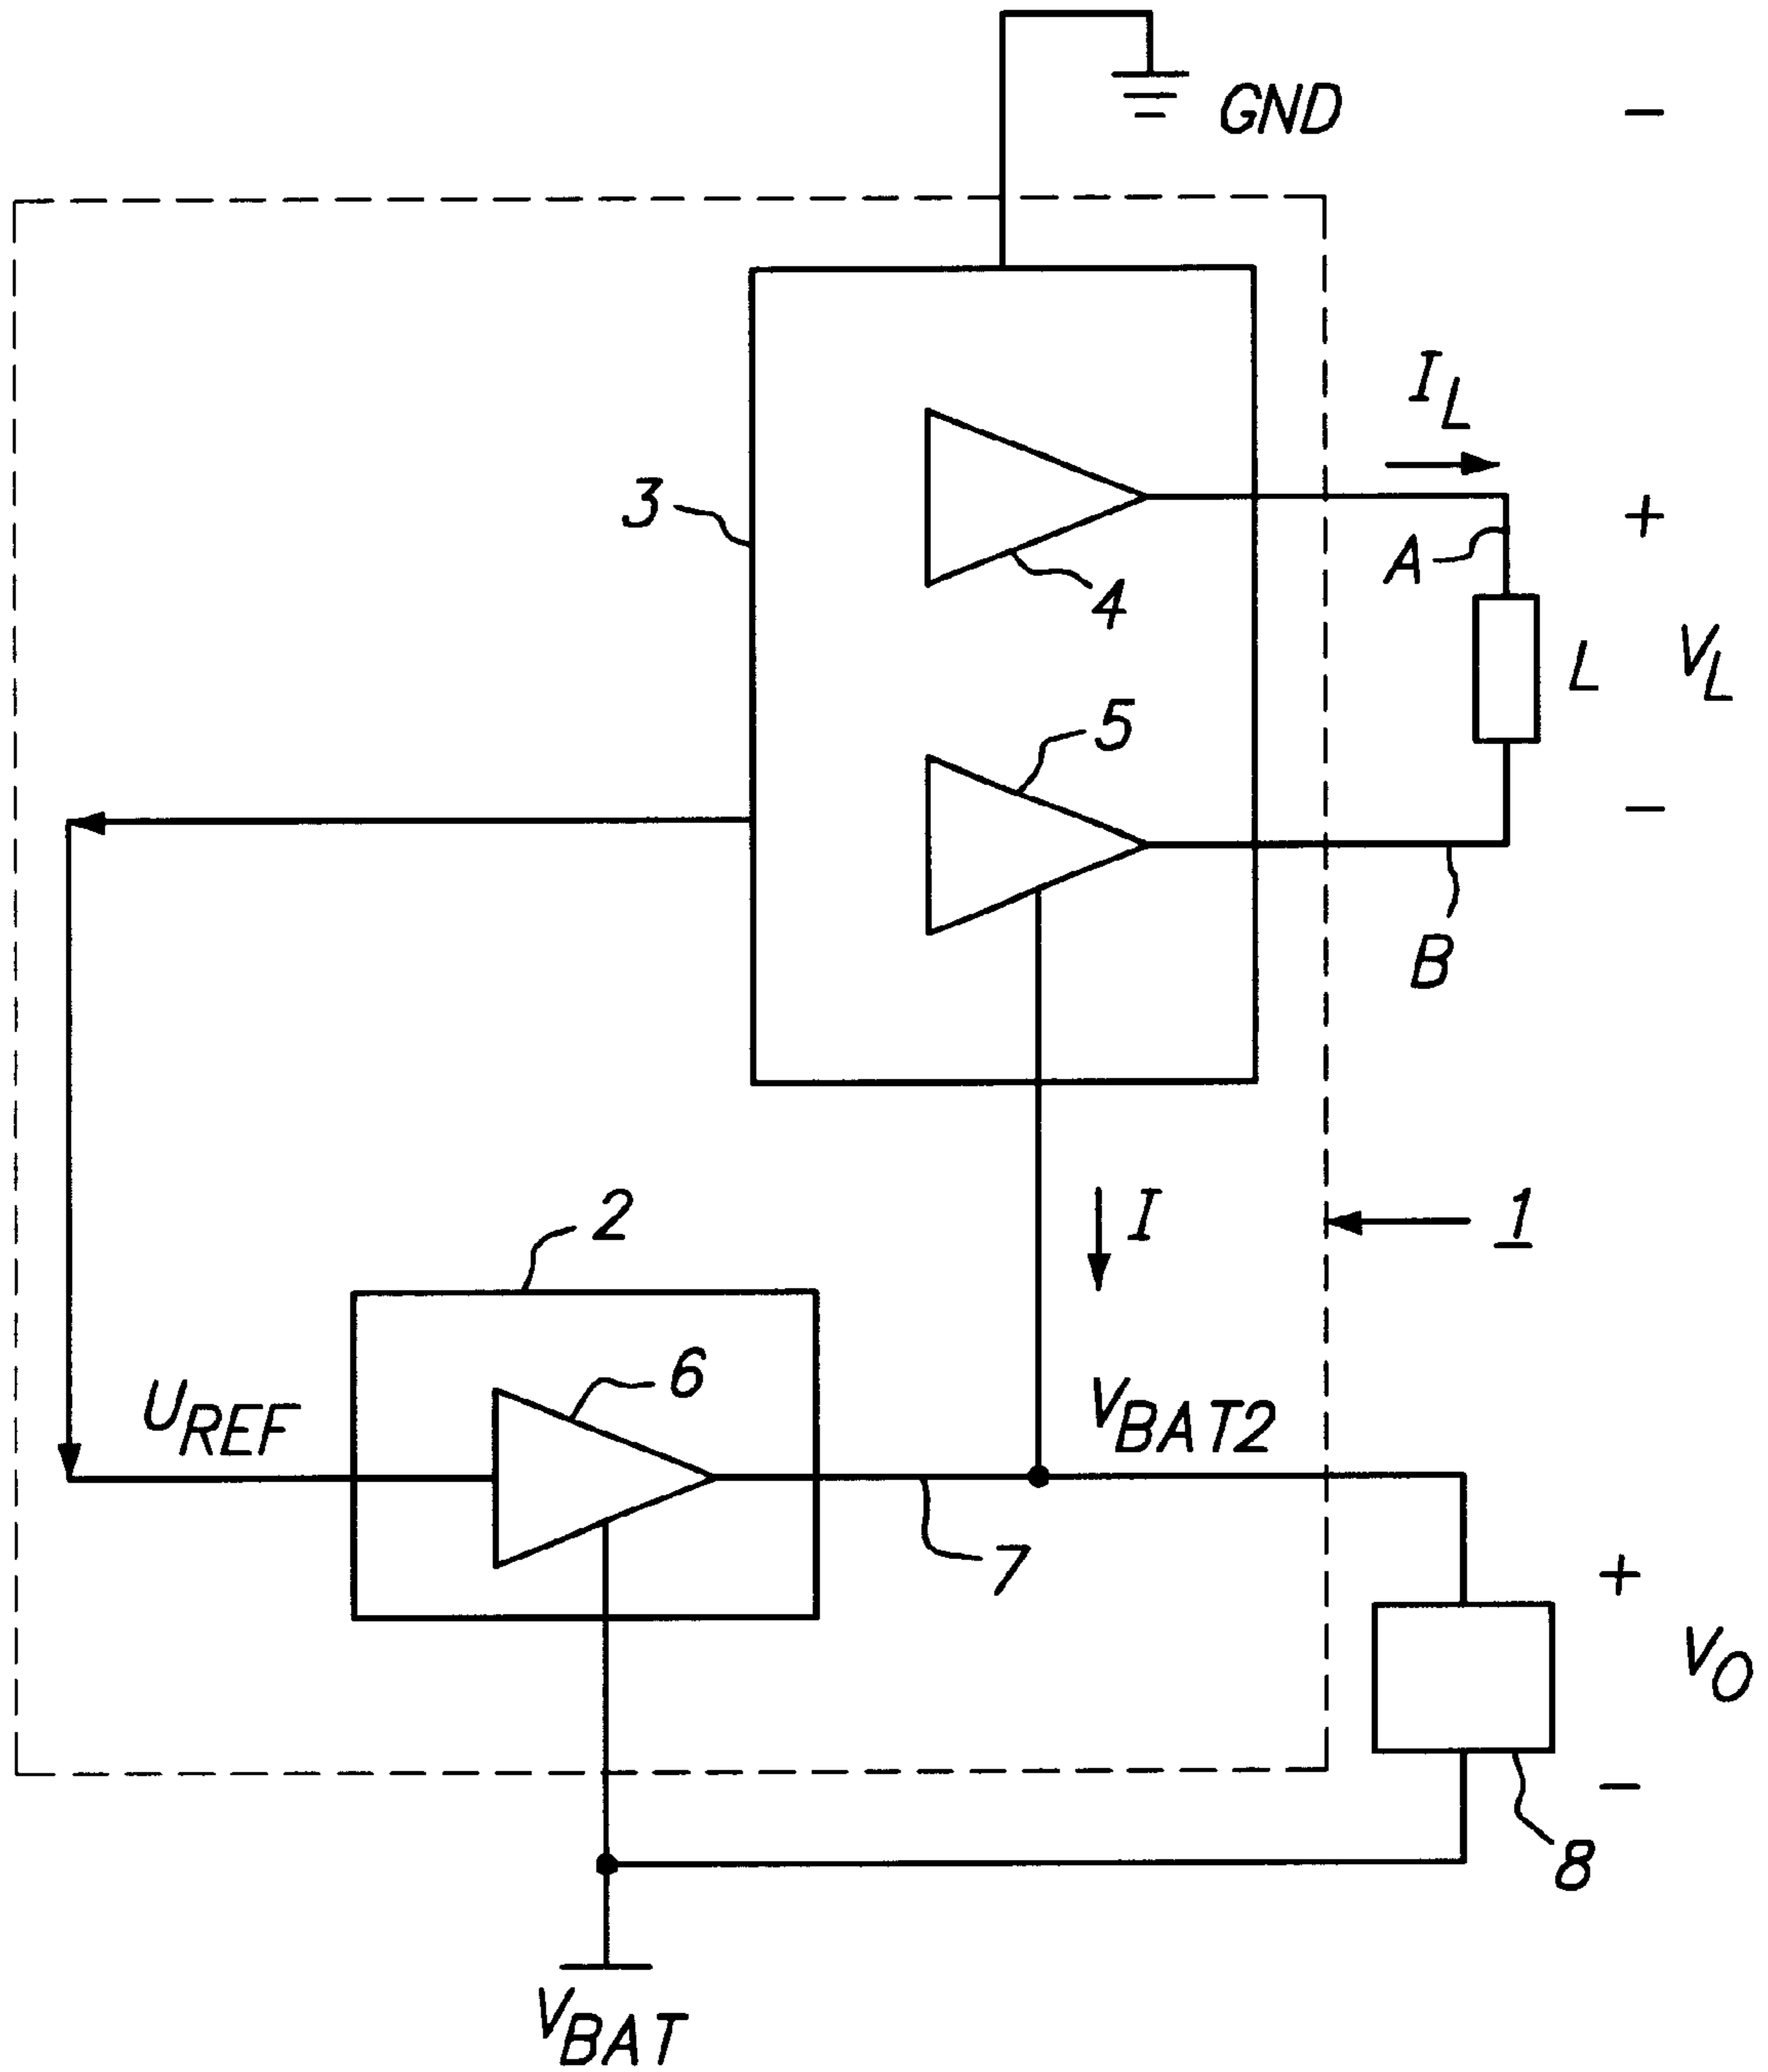 GND
−
I_L
3
A
+
4
L
V_L
5
−
B
2
I
1
6
U_REF
V_BAT2
7
+
V_O
−
8
V_BAT